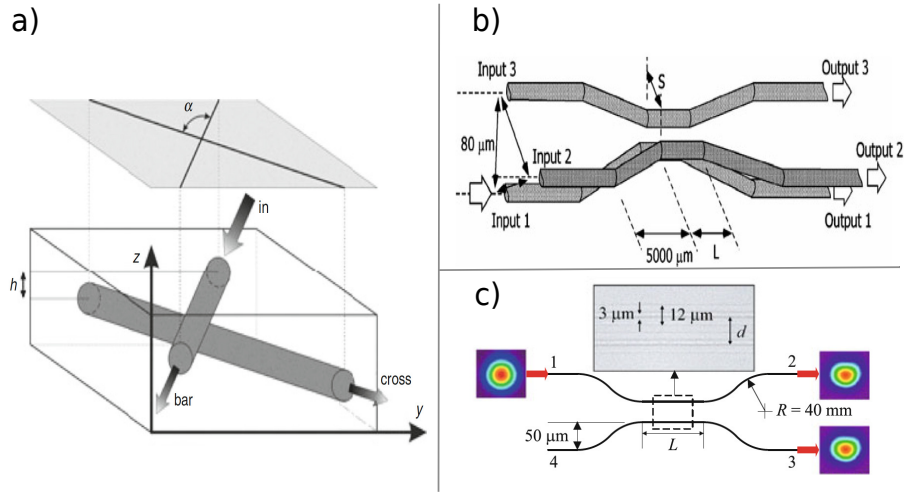 a)
α
in
z
h
cross
bar
y
b)
Input 3
Output 3
S
80 μm
Input 2
Output 2
Input 1
Output 1
5000 μm
L
c)
3 μm
12 μm
d
1
2
R = 40 mm
50 μm
L
4
3